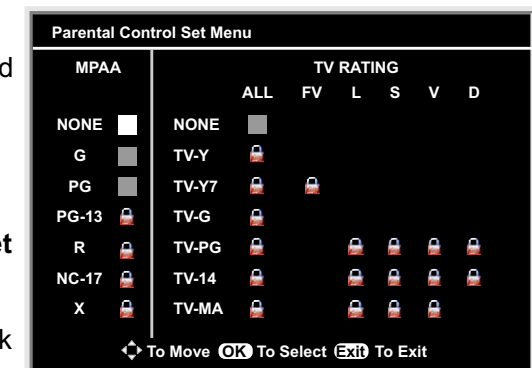 Parental Control Set Menu
MPAA TV RATING
ALL FV L S V D
NONE NONE
G TV-Y
PG TV-Y7
PG-13 TV-G
R TV-PG
NC-17 TV-14
X TV-MA
To Move OK To Select Exit To Exit